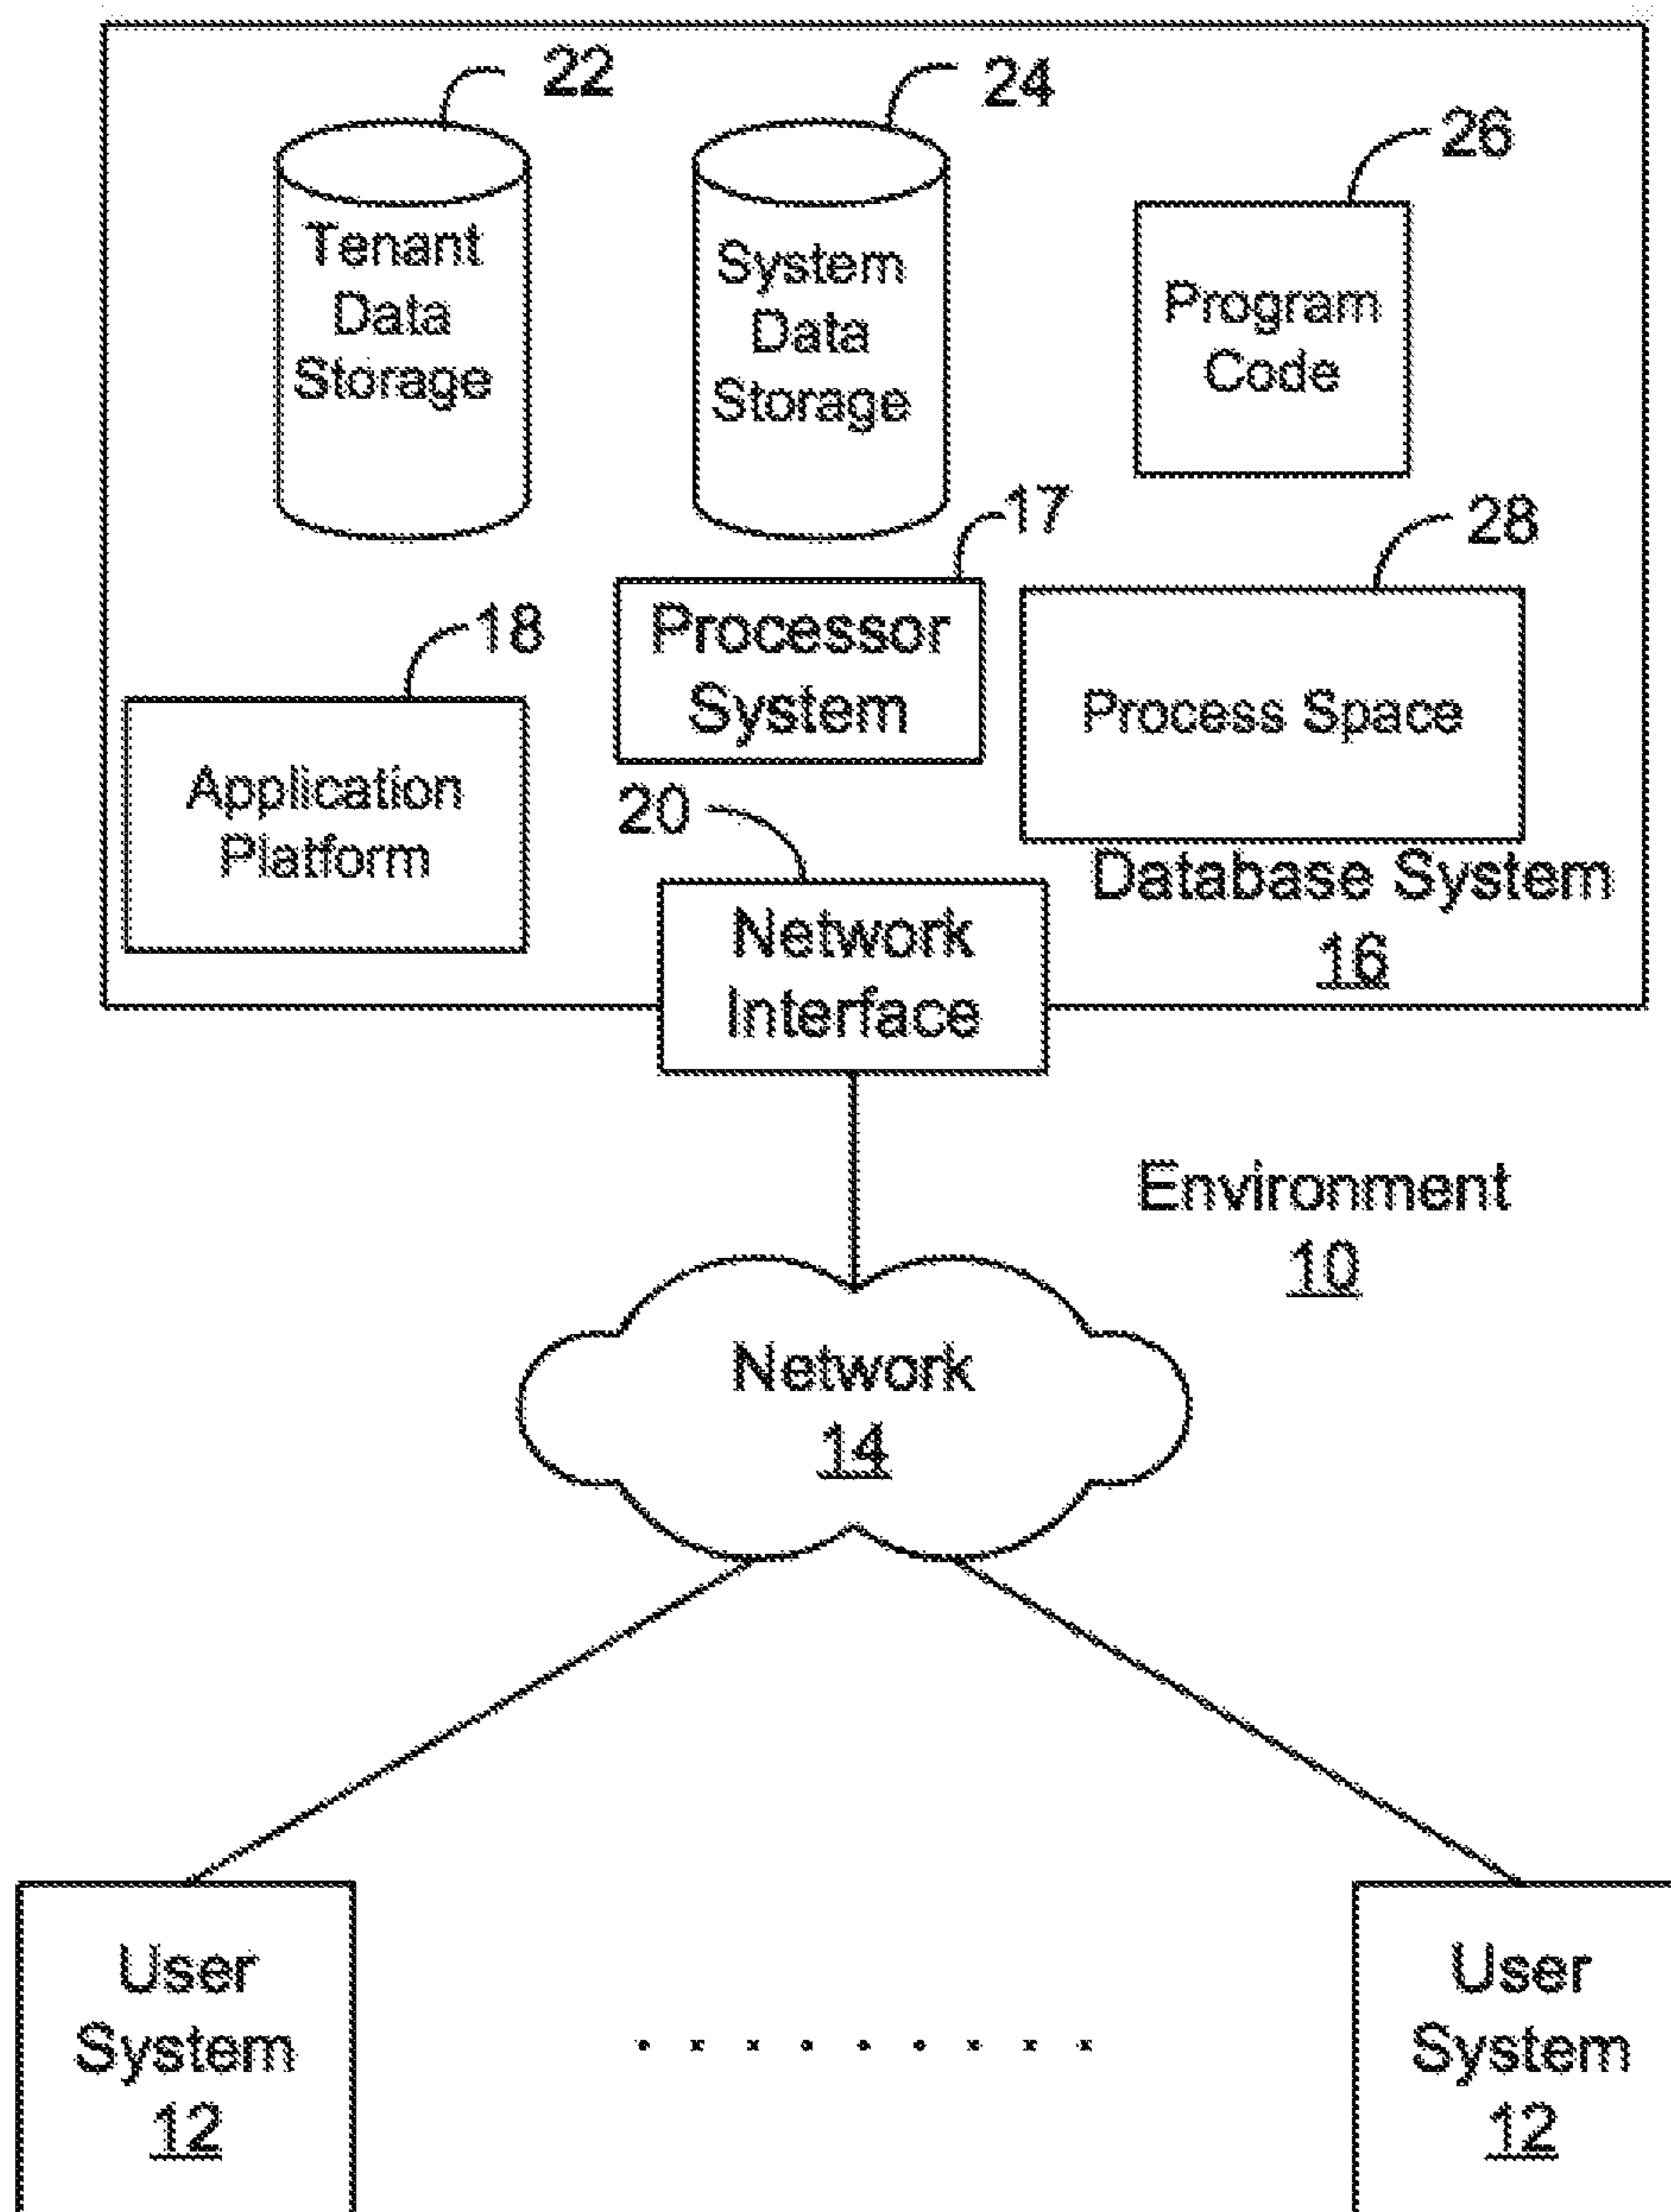 22
24
26
Tenant
Data
Storage
System
Data
Storage
Program
Code
17
28
18
Processor
System
Process Space
Application
Platform
20
Database System
16
Network
Interface
Environment
10
Network
14
User
System
12
User
System
12